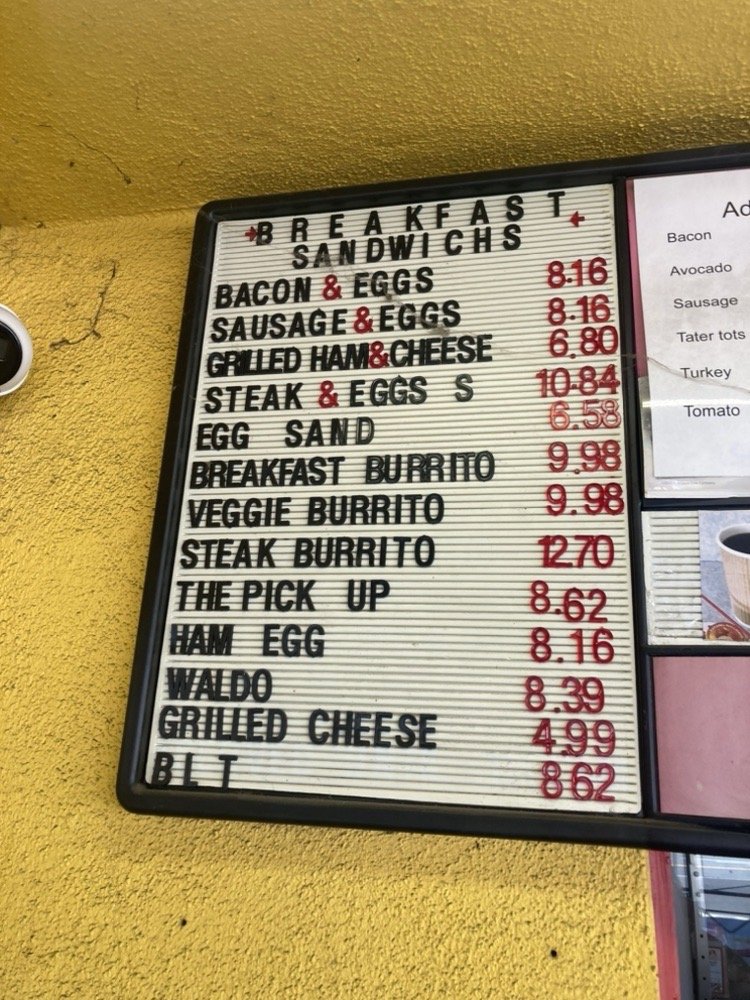 BREAKFAST
SANDWICHS
BACON & EGGS 8.16
SAUSAGE & EGGS 8.16
GRILLED HAM & CHEESE 6.80
STEAK & EGGS S 10.84
EGG SAND 6.58
BREAKFAST BURRITO 9.98
VEGGIE BURRITO 9.98
STEAK BURRITO 12.70
THE PICK UP 8.62
HAM EGG 8.16
WALDO 8.39
GRILLED CHEESE 4.99
BLT 862
Ad
Bacon
Avocado
Sausage
Tater tots
Turkey
Tomato